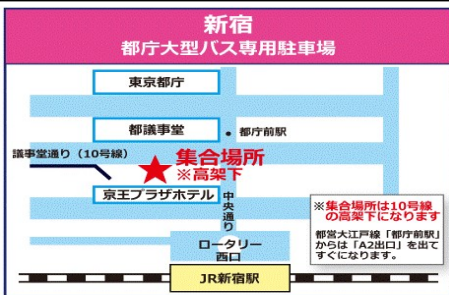 新宿
都庁大型バス専用駐車場
東京都庁
都議事堂
都庁前駅
議事堂通り（10号線）
集合場所
※高架下
京王プラザホテル
中央通り
※集合場所は10号線
の高架下になります
都営大江戸線「都庁前駅」
からは「A2出口」を出て
すぐになります。
ロータリー
西口
JR新宿駅